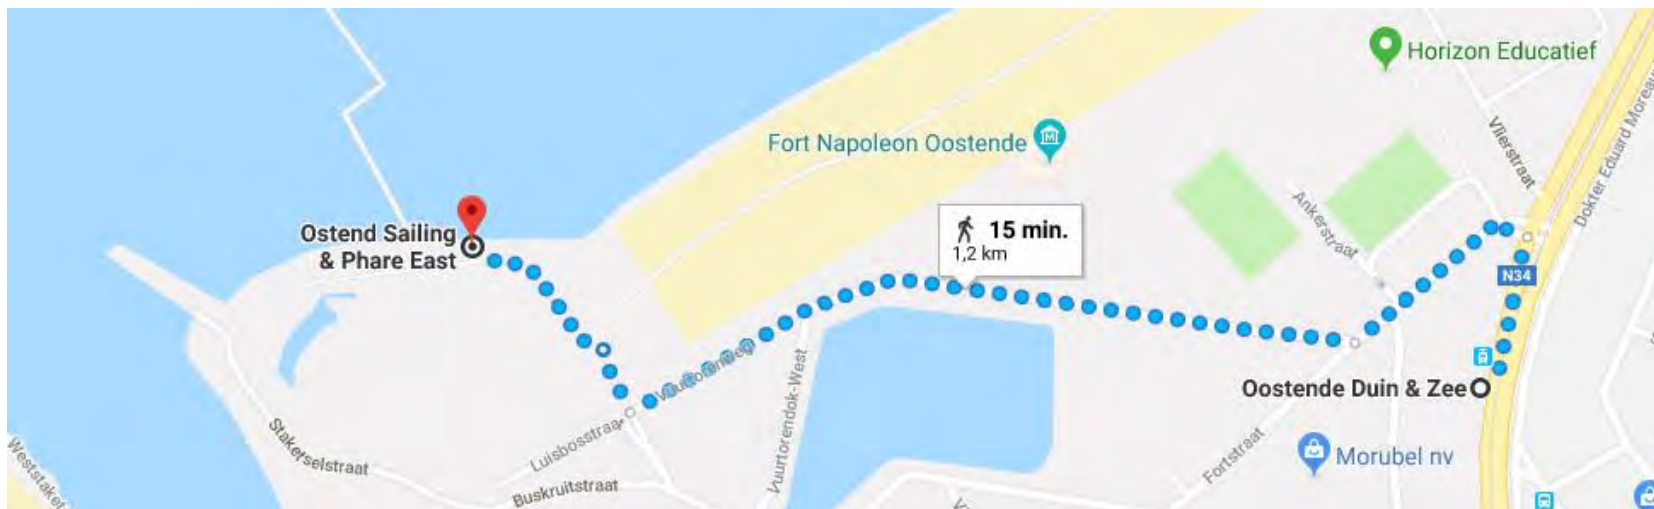 Horizon Educatief
Dokter Eduard Moreau
Fort Napoleon Oostende
Vlierstraat
Ankerstraat
15 min.
1,2 km
Ostend Sailing
& Phare East
N34
Vuurtorenweg
Vuurtorendok-West
Oostende Duin & Zee
Luisbosstraat
Staketselstraat
Weststaket
Buskruitstraat
Fortstraat
Morubel nv